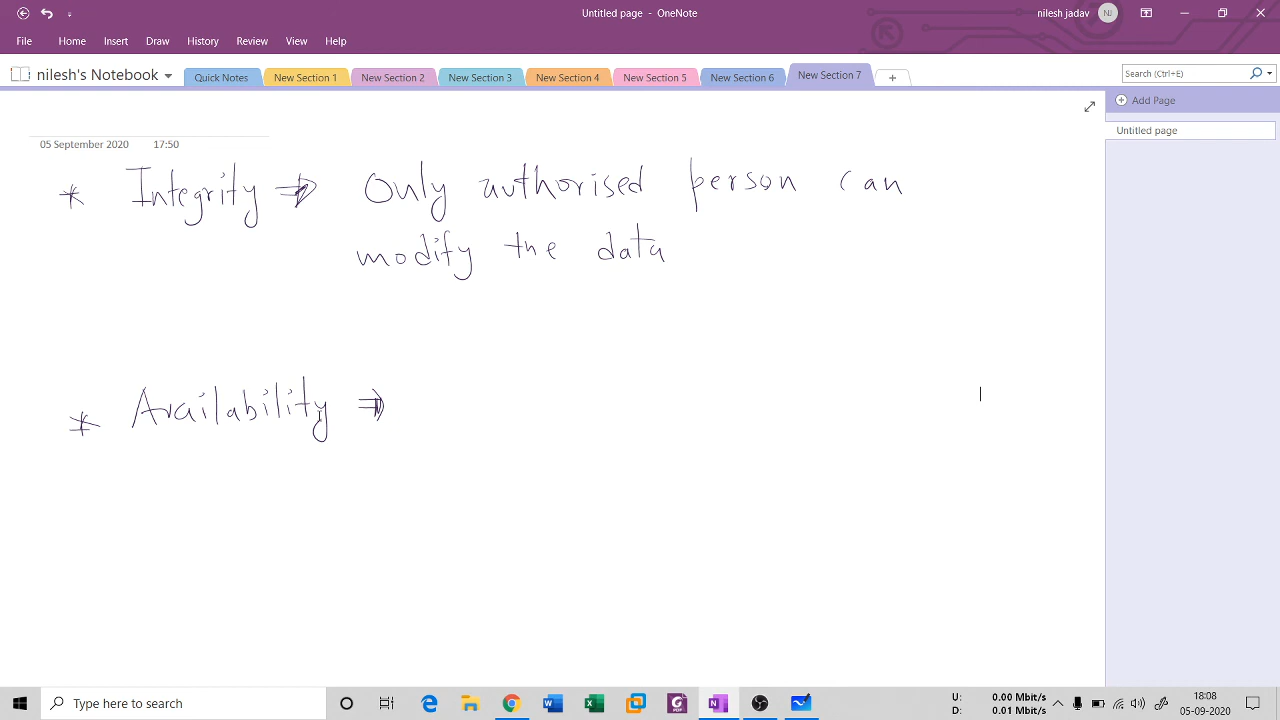 Untitled page - OneNote
nilesh jadav NJ
File Home Insert Draw History Review View Help
nilesh's Notebook Quick Notes New Section 1 New Section 2 New Section 3 New Section 4 New Section 5 New Section 6 New Section 7 + Search (Ctrl+E)
Add Page
Untitled page
05 September 2020 17:50
* Integrity ⇒ Only authorised person can
modify the data
* Availability ⇒
Type here to search
U: 0.00 Mbit/s
D: 0.01 Mbit/s
18:08
05-09-2020